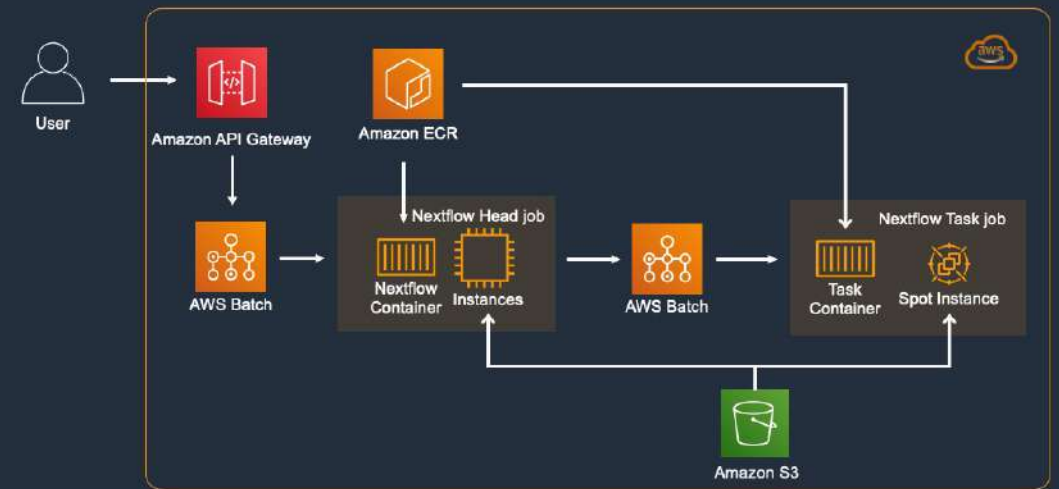 aws
User
Amazon API Gateway
Amazon ECR
Nextflow Head job
Nextflow Task job
AWS Batch
Nextflow
Container
Instances
AWS Batch
Task
Container
Spot Instance
Amazon S3